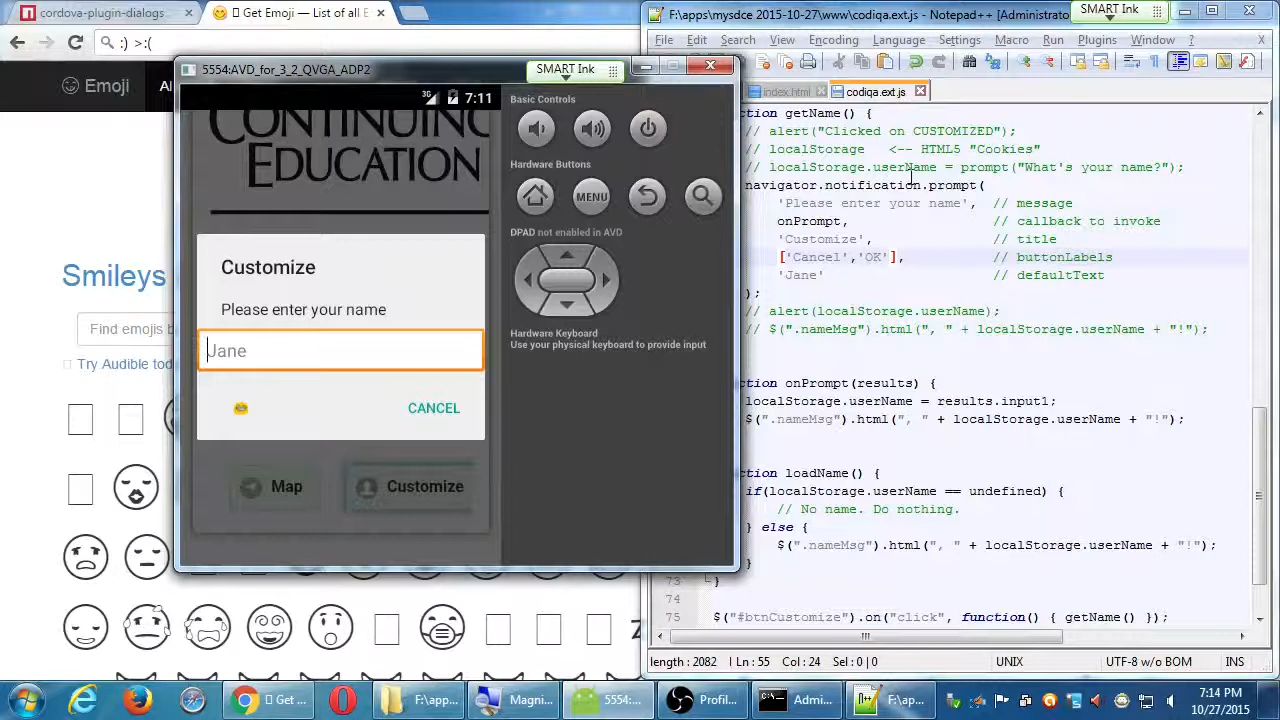 cordova-plugin-dialogs
Get Emoji — List of all E
:) >:(
Emoji
Al
Smileys
Find emojis b
Try Audible tod
5554:AVD_for_3_2_QVGA_ADP2
SMART Ink
3G
7:11
CONTINUING
EDUCATION
Customize
Please enter your name
Jane
CANCEL
Map
Customize
Basic Controls
Hardware Buttons
MENU
DPAD not enabled in AVD
Hardware Keyboard
Use your physical keyboard to provide input
F:\apps\mysdce 2015-10-27\www\codiqa.ext.js - Notepad++ [Administrato
SMART Ink
File Edit Search View Encoding Language Settings Macro Run Plugins Window ?
X
index.html
codiqa.ext.js
ction getName() {
// alert("Clicked on CUSTOMIZED");
// localStorage <-- HTML5 "Cookies"
// localStorage.userName = prompt("What's your name?");
navigator.notification.prompt(
'Please enter your name', // message
onPrompt, // callback to invoke
'Customize', // title
['Cancel','OK'], // buttonLabels
'Jane' // defaultText
);
// alert(localStorage.userName);
// $(".nameMsg").html(", " + localStorage.userName + "!");
ction onPrompt(results) {
localStorage.userName = results.input1;
$(".nameMsg").html(", " + localStorage.userName + "!");
ction loadName() {
if(localStorage.userName == undefined) {
// No name. Do nothing.
} else {
$(".nameMsg").html(", " + localStorage.userName + "!");
}
73 }
74
75 $("#btnCustomize").on("click", function() { getName() });
length : 2082
Ln : 55 Col : 24 Sel : 0 | 0
UNIX
UTF-8 w/o BOM
INS
Get ...
F:\app...
Magni...
5554:...
Profil...
Admi...
F:\ap...
7:14 PM
10/27/2015